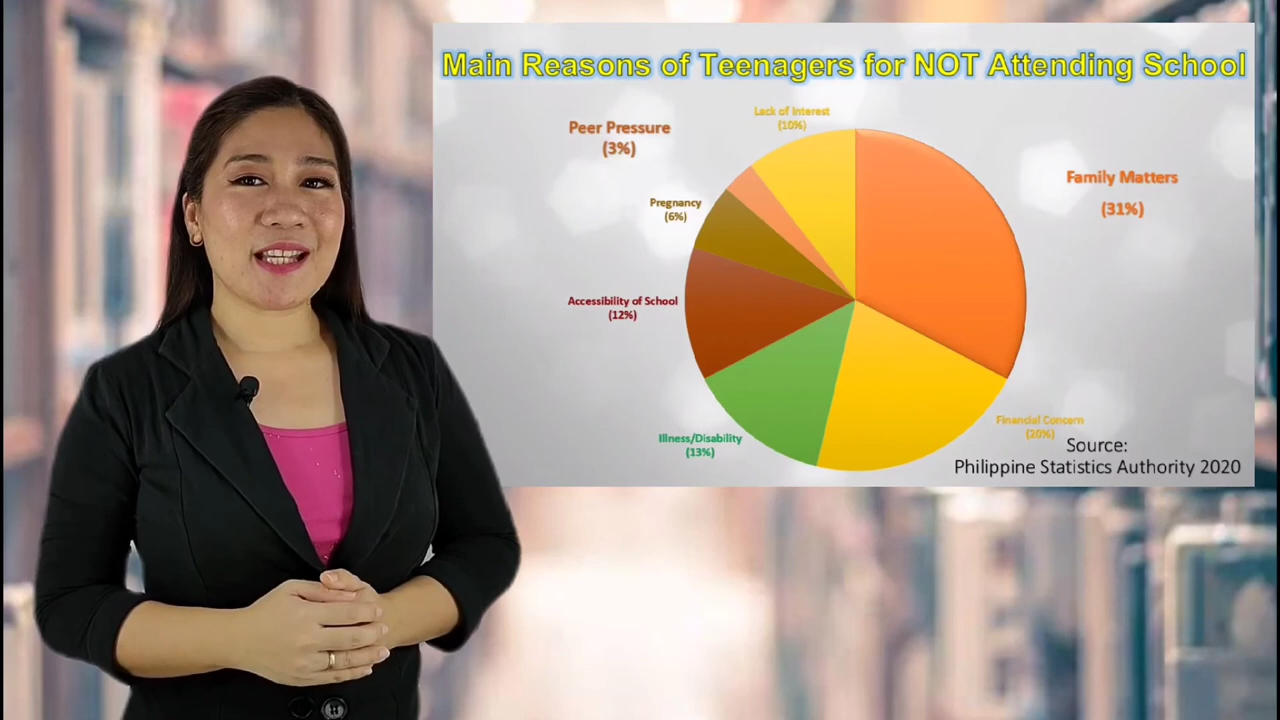 Main Reasons of Teenagers for NOT Attending School
Lack of Interest
(10%)
Peer Pressure
(3%)
Family Matters
(31%)
Pregnancy
(6%)
Accessibility of School
(12%)
Illness/Disability
(13%)
Financial Concern
(20%)
Source:
Philippine Statistics Authority 2020